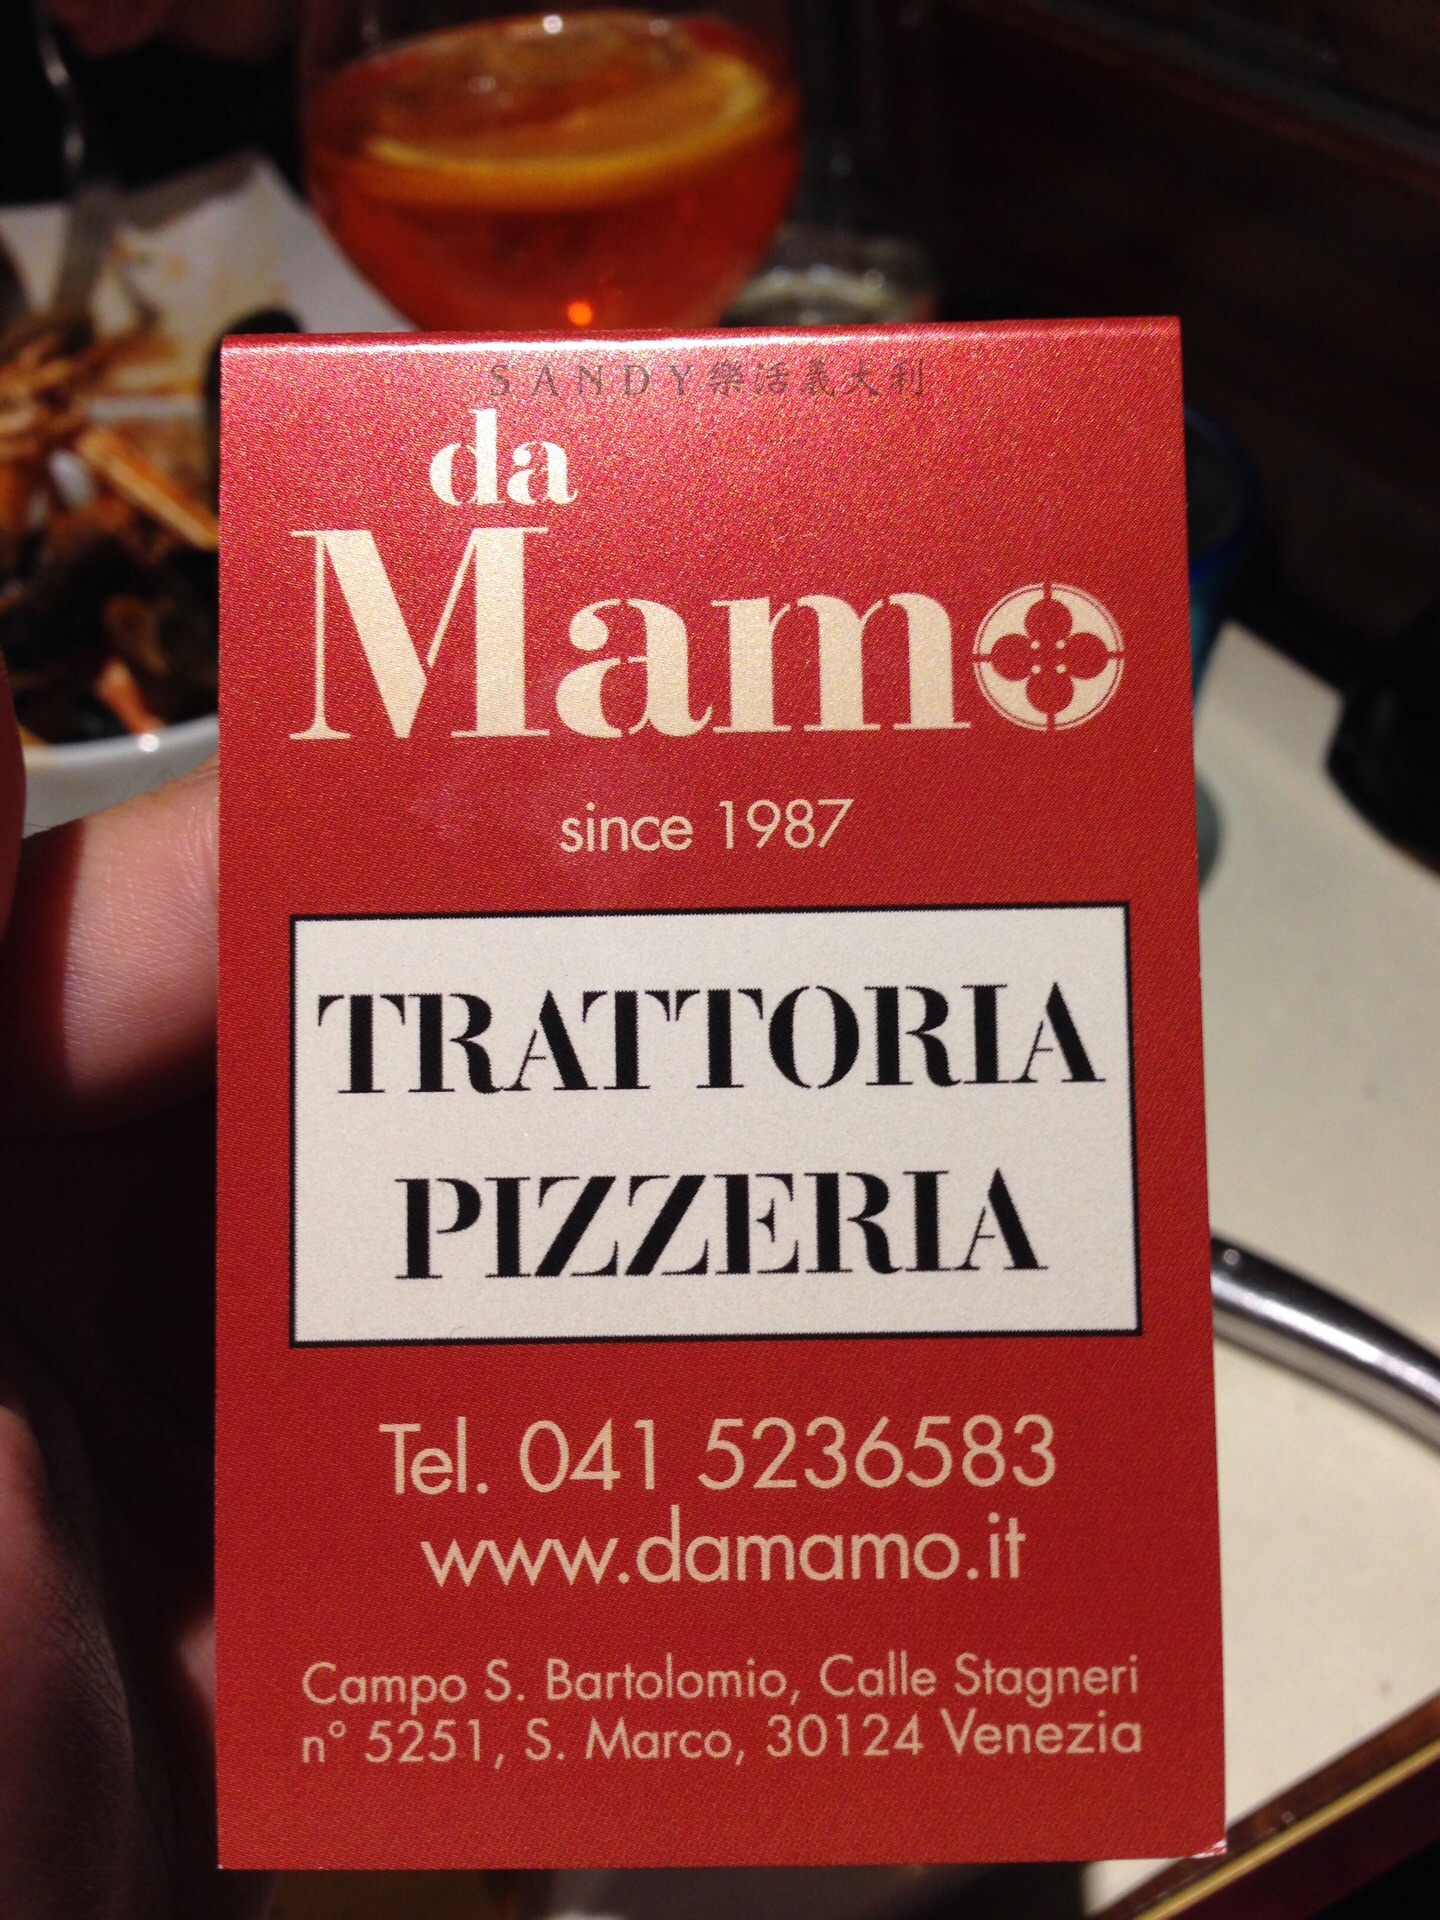 SANDY樂活義大利
da
Mamo
since 1987
TRATTORIA
PIZZERIA
Tel. 041 5236583
www.damamo.it
Campo S. Bartolomio, Calle Stagneri
n° 5251, S. Marco, 30124 Venezia